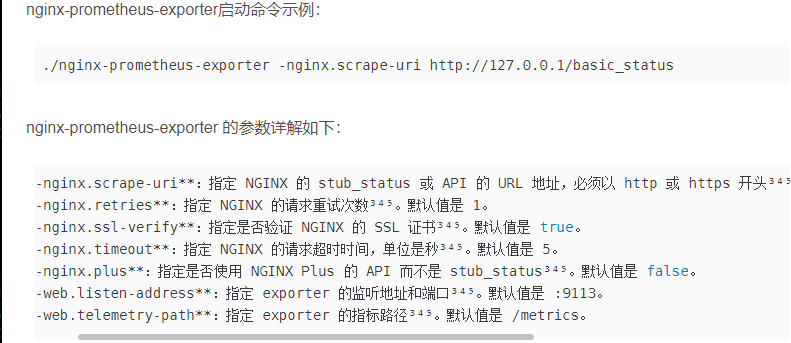 nginx-prometheus-exporter启动命令示例：
./nginx-prometheus-exporter -nginx.scrape-uri http://127.0.0.1/basic_status
nginx-prometheus-exporter 的参数详解如下：
-nginx.scrape-uri**：指定 NGINX 的 stub_status 或 API 的 URL 地址，必须以 http 或 https 开头³⁴⁵
-nginx.retries**：指定 NGINX 的请求重试次数³⁴⁵。默认值是 1。
-nginx.ssl-verify**：指定是否验证 NGINX 的 SSL 证书³⁴⁵。默认值是 true。
-nginx.timeout**：指定 NGINX 的请求超时时间，单位是秒³⁴⁵。默认值是 5。
-nginx.plus**：指定是否使用 NGINX Plus 的 API 而不是 stub_status³⁴⁵。默认值是 false。
-web.listen-address**：指定 exporter 的监听地址和端口³⁴⁵。默认值是 :9113。
-web.telemetry-path**：指定 exporter 的指标路径³⁴⁵。默认值是 /metrics。